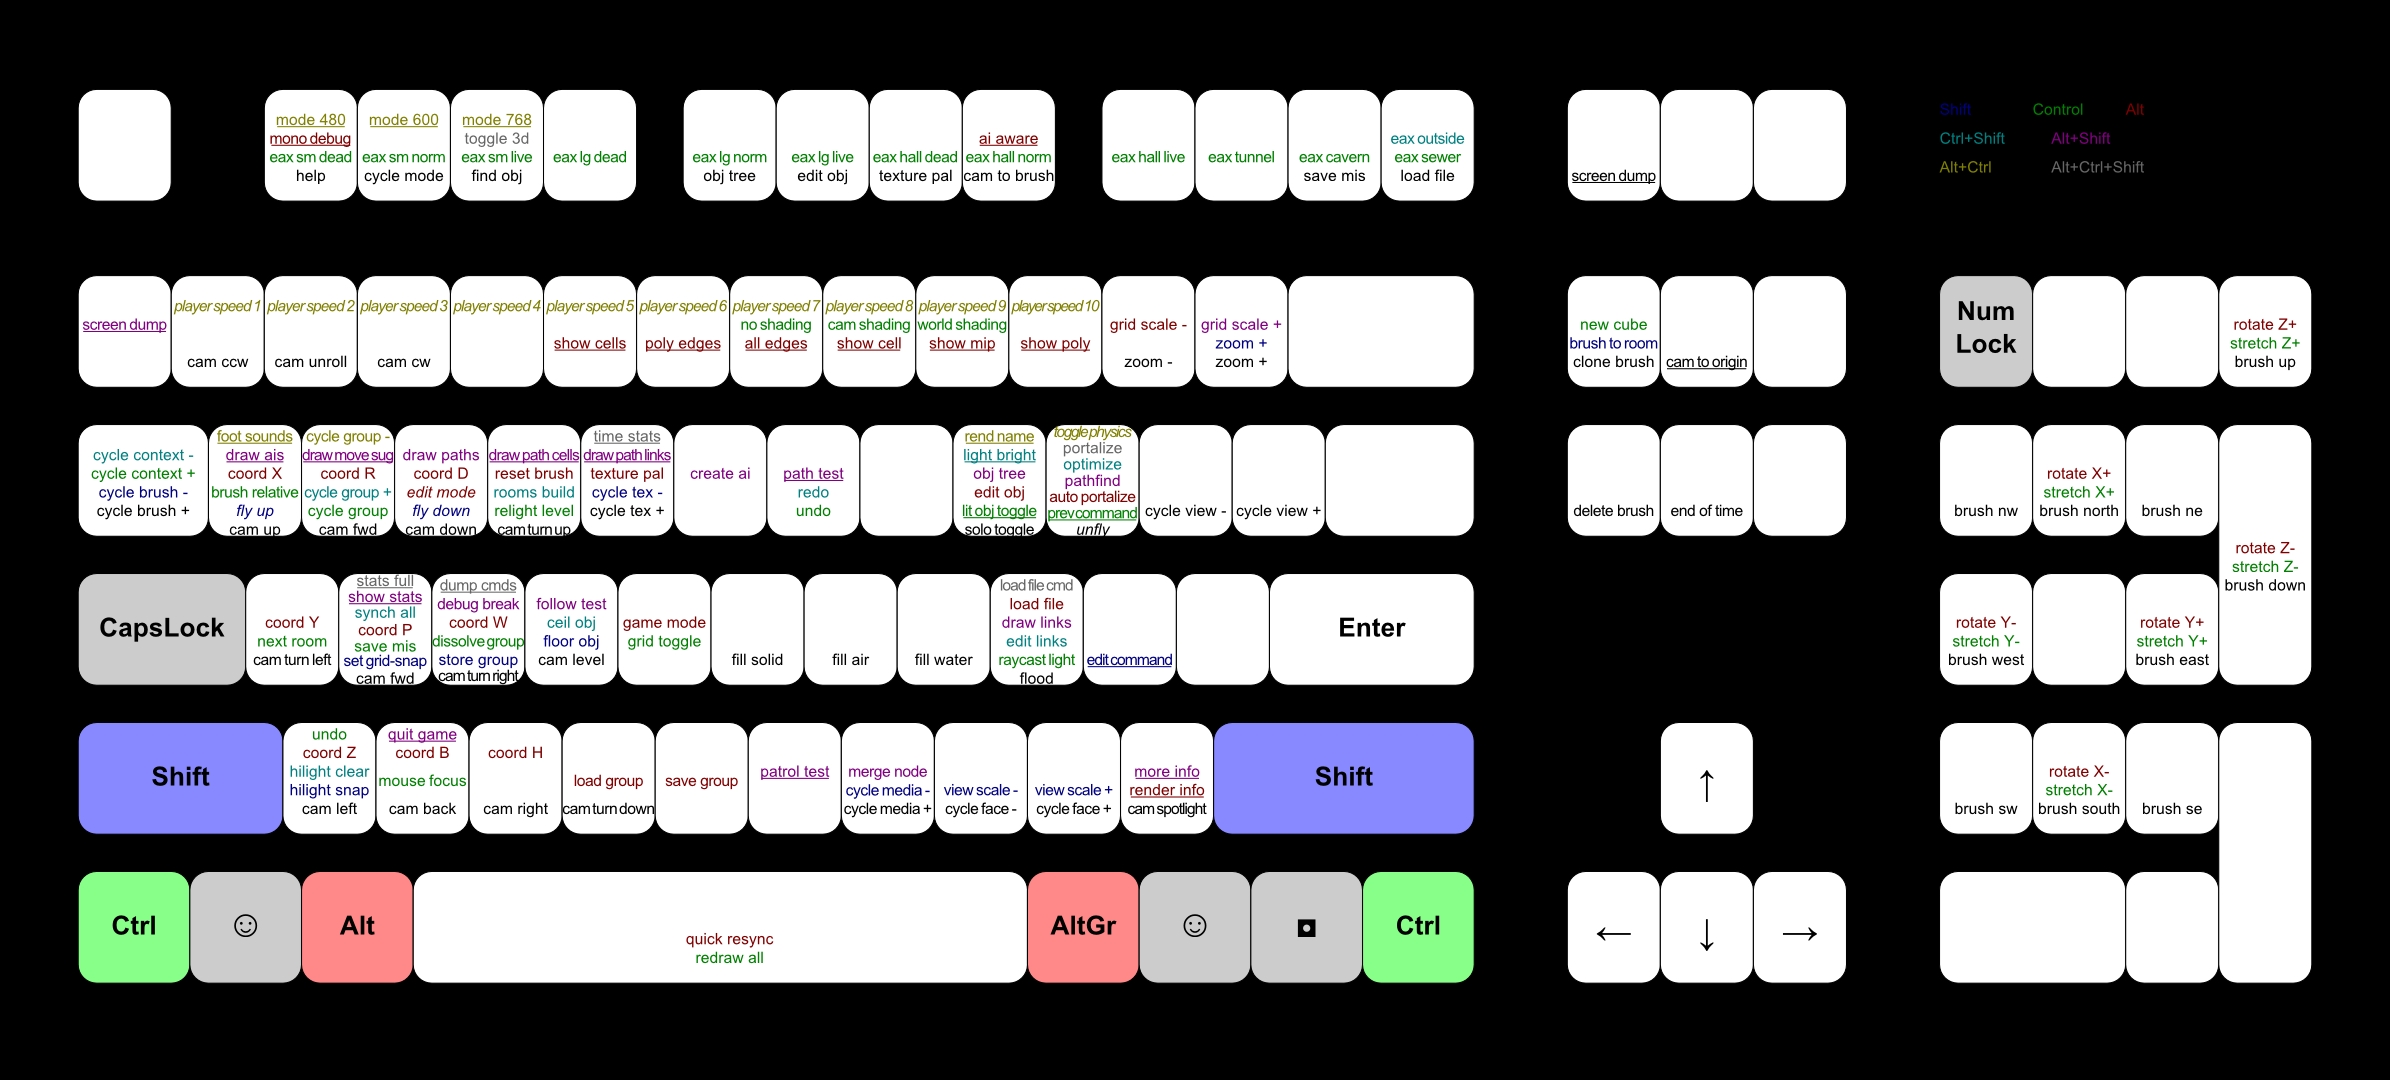 mode 480
mono debug
eax sm dead
help
mode 600
eax sm norm
cycle mode
mode 768
toggle 3d
eax sm live
find obj
eax lg dead
eax lg norm
obj tree
eax lg live
edit obj
eax hall dead
texture pal
ai aware
eax hall norm
cam to brush
eax hall live
eax tunnel
eax cavern
save mis
eax outside
eax sewer
load file
screen dump
Shift Control Alt
Ctrl+Shift Alt+Shift
Alt+Ctrl Alt+Ctrl+Shift
screen dump
player speed 1
cam ccw
player speed 2
cam unroll
player speed 3
cam cw
player speed 4
player speed 5
show cells
player speed 6
poly edges
player speed 7
no shading
all edges
player speed 8
cam shading
show cell
player speed 9
world shading
show mip
player speed 10
show poly
grid scale -
zoom -
grid scale +
zoom +
zoom +
new cube
brush to room
clone brush
cam to origin
Num
Lock
rotate Z+
stretch Z+
brush up
cycle context -
cycle context +
cycle brush -
cycle brush +
foot sounds
draw ais
coord X
brush relative
fly up
cam up
cycle group -
draw move sug
coord R
cycle group +
cycle group
cam fwd
draw paths
coord D
edit mode
fly down
cam down
draw path cells
reset brush
rooms build
relight level
cam turn up
time stats
draw path links
texture pal
cycle tex -
cycle tex +
create ai
path test
redo
undo
rend name
light bright
obj tree
edit obj
lit obj toggle
solo toggle
toggle physics
portalize
optimize
pathfind
auto portalize
prev command
unfly
cycle view -
cycle view +
delete brush
end of time
brush nw
rotate X+
stretch X+
brush north
brush ne
rotate Z-
stretch Z-
brush down
CapsLock
coord Y
next room
cam turn left
stats full
show stats
synch all
coord P
save mis
set grid-snap
cam fwd
dump cmds
debug break
coord W
dissolve group
store group
cam turn right
follow test
ceil obj
floor obj
cam level
game mode
grid toggle
fill solid
fill air
fill water
load file cmd
load file
draw links
edit links
raycast light
flood
edit command
Enter
rotate Y-
stretch Y-
brush west
rotate Y+
stretch Y+
brush east
Shift
undo
coord Z
hilight clear
hilight snap
cam left
quit game
coord B
mouse focus
cam back
coord H
cam right
load group
cam turn down
save group
patrol test
merge node
cycle media -
cycle media +
view scale -
cycle face -
view scale +
cycle face +
more info
render info
cam spotlight
Shift
↑
brush sw
rotate X-
stretch X-
brush south
brush se
Ctrl
☺
Alt
quick resync
redraw all
AltGr
☺
◘
Ctrl
←
↓
→